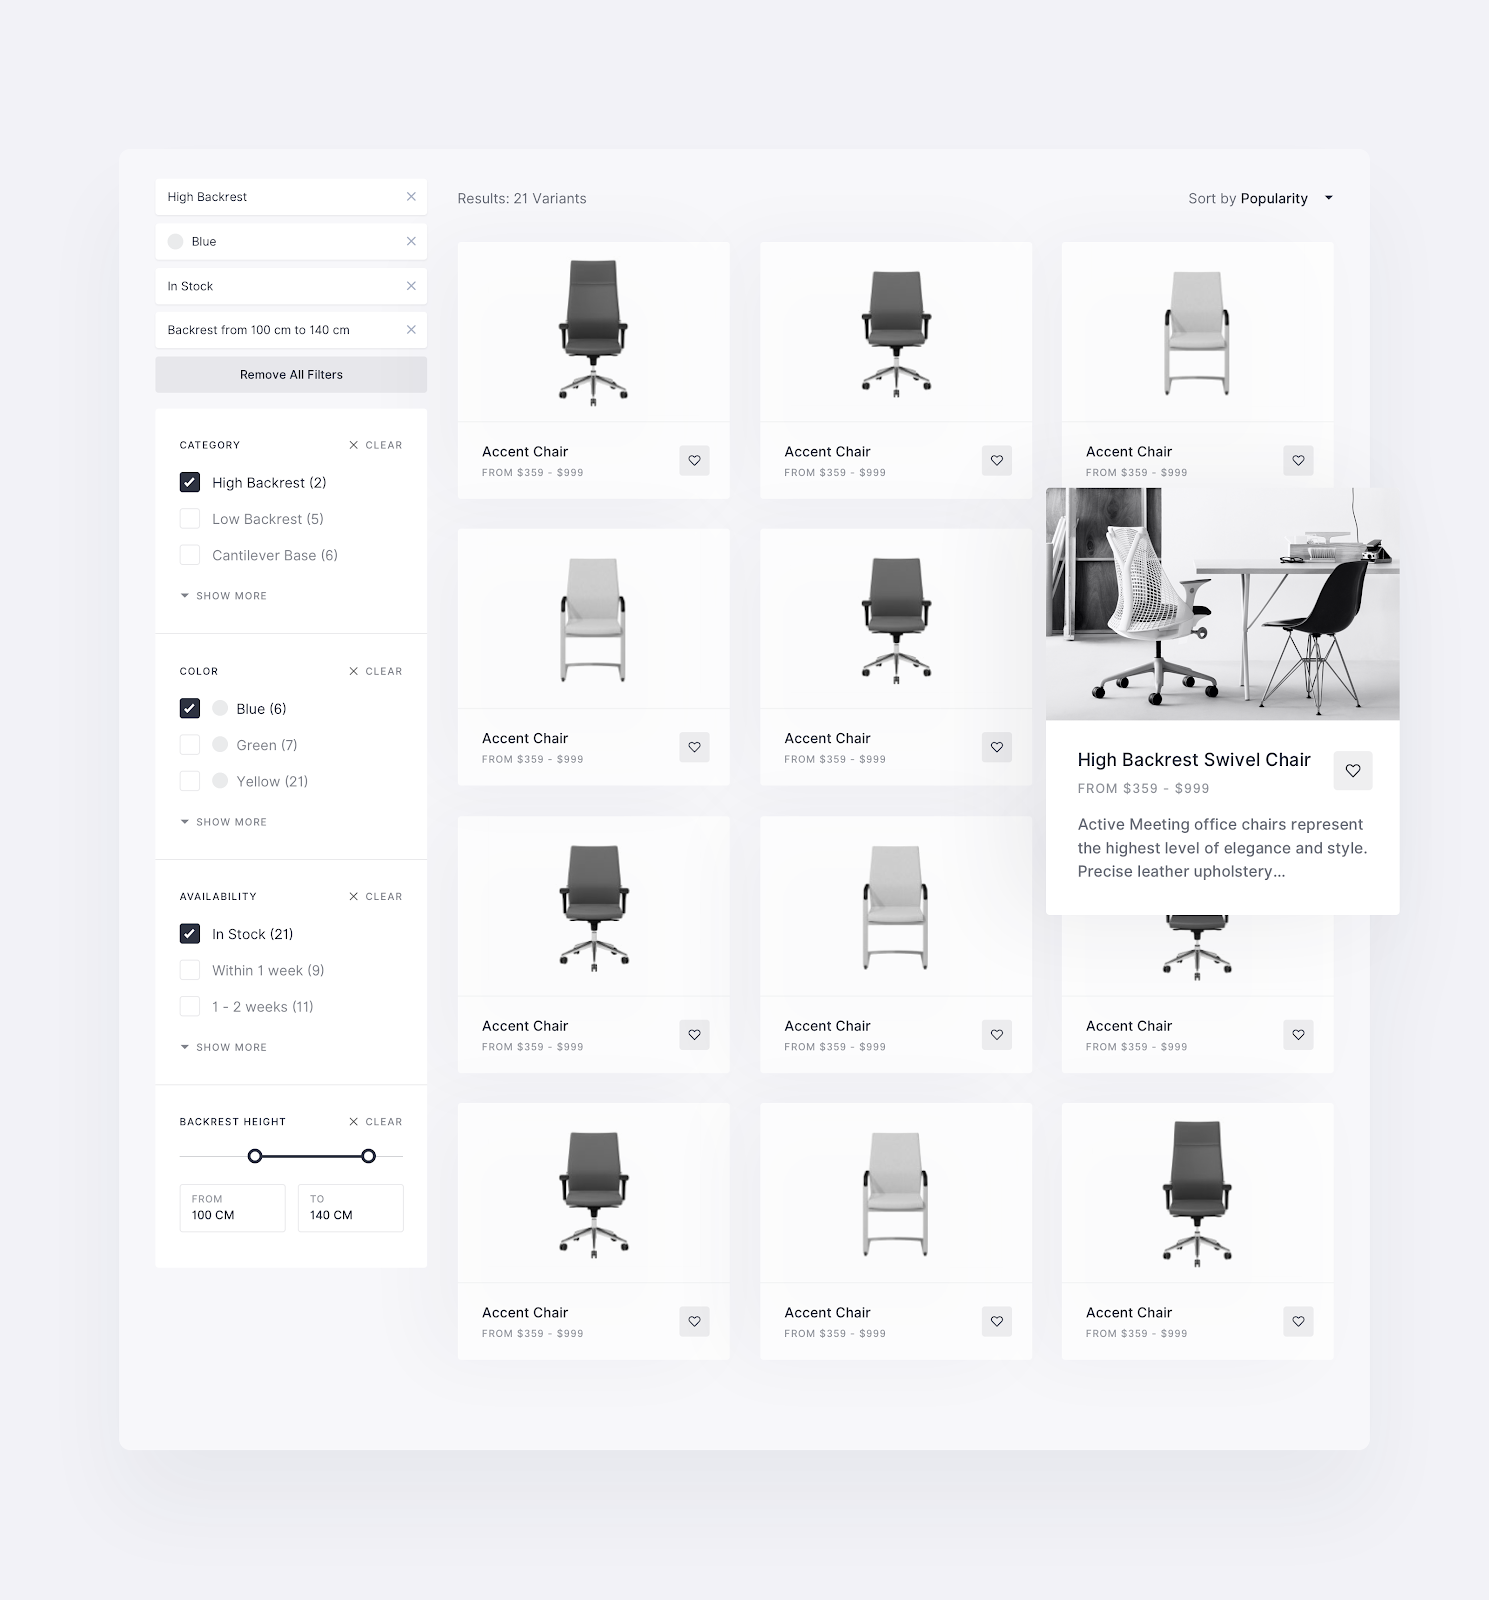 High Backrest
Blue
In Stock
Backrest from 100 cm to 140 cm
Remove All Filters
CATEGORY CLEAR
High Backrest (2)
Low Backrest (5)
Cantilever Base (6)
SHOW MORE
COLOR CLEAR
Blue (6)
Green (7)
Yellow (21)
SHOW MORE
AVAILABILITY CLEAR
In Stock (21)
Within 1 week (9)
1 - 2 weeks (11)
SHOW MORE
BACKREST HEIGHT CLEAR
FROM
100 CM
TO
140 CM
Results: 21 Variants
Sort by Popularity
Accent Chair
FROM $359 - $999
Accent Chair
FROM $359 - $999
Accent Chair
FROM $359 - $999
Accent Chair
FROM $359 - $999
Accent Chair
FROM $359 - $999
High Backrest Swivel Chair
FROM $359 - $999
Active Meeting office chairs represent
the highest level of elegance and style.
Precise leather upholstery...
Accent Chair
FROM $359 - $999
Accent Chair
FROM $359 - $999
Accent Chair
FROM $359 - $999
Accent Chair
FROM $359 - $999
Accent Chair
FROM $359 - $999
Accent Chair
FROM $359 - $999